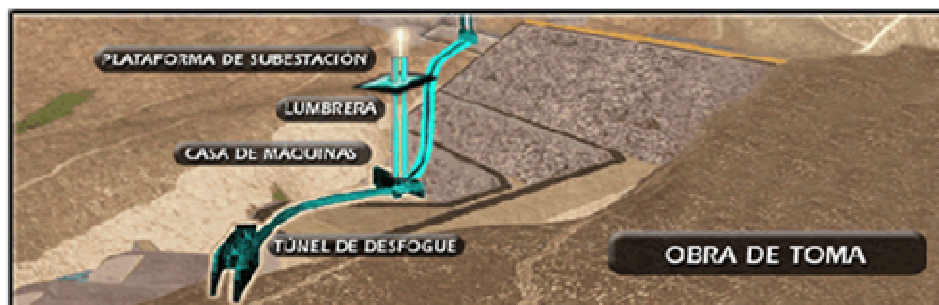 PLATAFORMA DE SUBESTACIÓN
LUMBRERA
CASA DE MÁQUINAS
TÚNEL DE DESFOGUE
OBRA DE TOMA